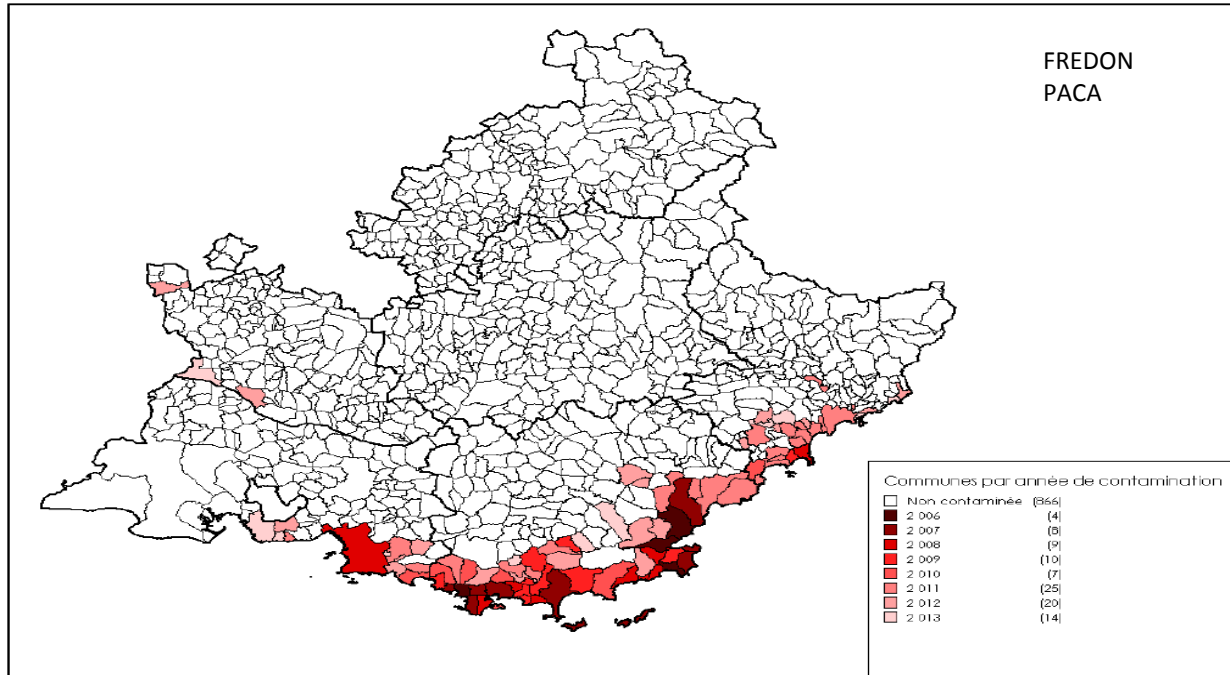 FREDON
PACA
Communes par année de contamination
Non contaminée (866)
2 006 (4)
2 007 (8)
2 008 (9)
2 009 (10)
2 010 (7)
2 011 (25)
2 012 (20)
2 013 (14)